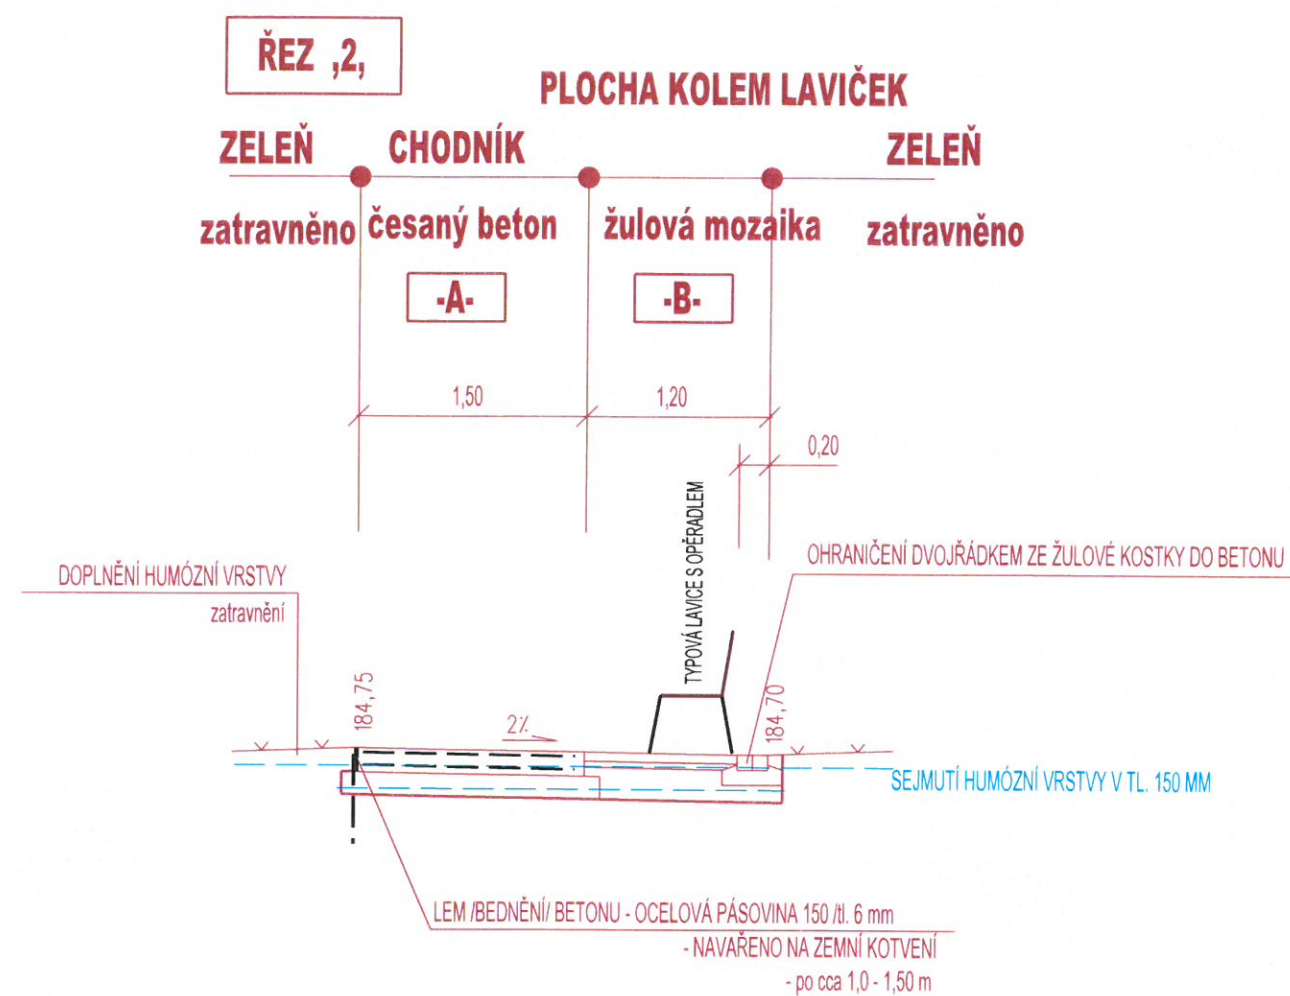 ŘEZ ,2,
PLOCHA KOLEM LAVIČEK
ZELEŇ CHODNÍK ZELEŇ
zatravněno česaný beton žulová mozaika zatravněno
-A- -B-
1,50 1,20
0,20
TYPOVÁ LAVICE S OPĚRADLEM
OHRANIČENÍ DVOJŘÁDKEM ZE ŽULOVÉ KOSTKY DO BETONU
DOPLNĚNÍ HUMÓZNÍ VRSTVY
zatravnění
184,75
2%
184,70
SEJMUTÍ HUMÓZNÍ VRSTVY V TL. 150 MM
LEM /BEDNĚNÍ/ BETONU - OCELOVÁ PÁSOVINA 150 /tl. 6 mm
- NAVAŘENO NA ZEMNÍ KOTVENÍ
- po cca 1,0 - 1,50 m